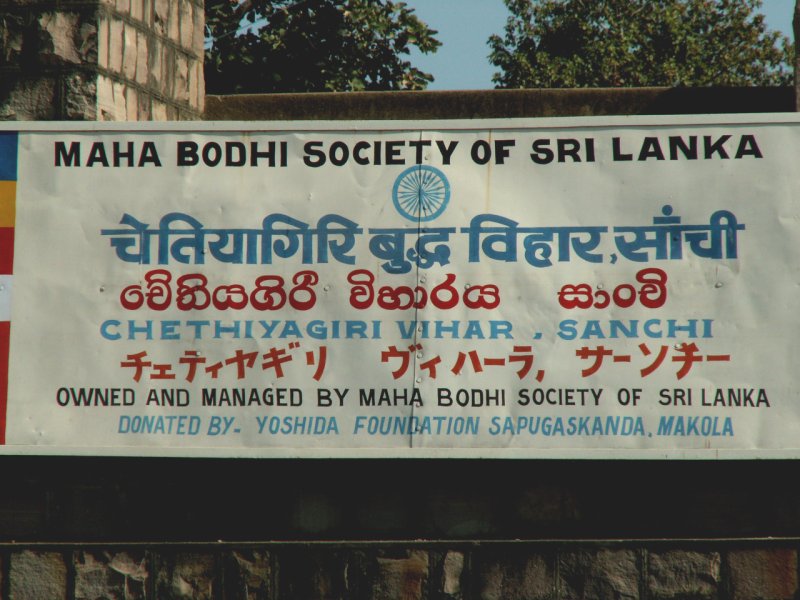 MAHA BODHI SOCIETY OF SRI LANKA
चेतियागिरि बुद्ध विहार, साँची
චේතියගිරි විහාරය සාංචි
CHETHIYAGIRI VIHAR, SANCHI
チェティヤギリ ヴィハーラ, サーンチー
OWNED AND MANAGED BY MAHA BODHI SOCIETY OF SRI LANKA
DONATED BY- YOSHIDA FOUNDATION SAPUGASKANDA, MAKOLA